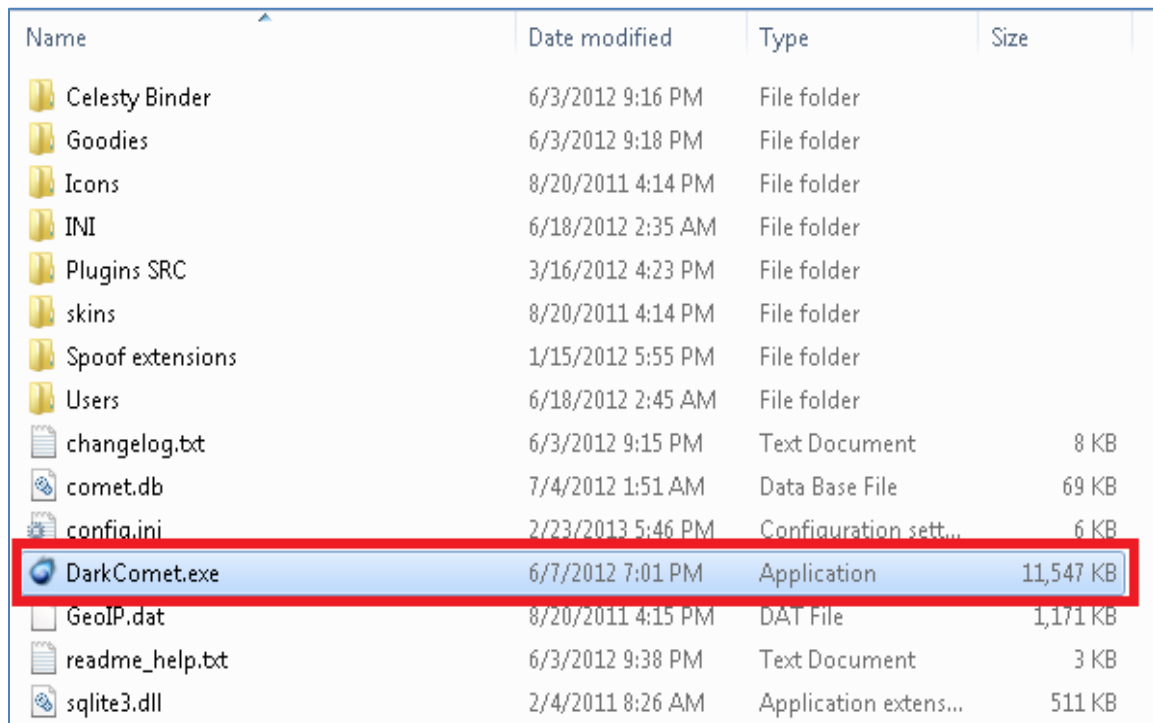 Name Date modified Type Size
Celesty Binder 6/3/2012 9:16 PM File folder
Goodies 6/3/2012 9:18 PM File folder
Icons 8/20/2011 4:14 PM File folder
INI 6/18/2012 2:35 AM File folder
Plugins SRC 3/16/2012 4:23 PM File folder
skins 8/20/2011 4:14 PM File folder
Spoof extensions 1/15/2012 5:55 PM File folder
Users 6/18/2012 2:45 AM File folder
changelog.txt 6/3/2012 9:15 PM Text Document 8 KB
comet.db 7/4/2012 1:51 AM Data Base File 69 KB
config.ini 2/23/2013 5:46 PM Configuration sett... 6 KB
DarkComet.exe 6/7/2012 7:01 PM Application 11,547 KB
GeoIP.dat 8/20/2011 4:15 PM DAT File 1,171 KB
readme_help.txt 6/3/2012 9:38 PM Text Document 3 KB
sqlite3.dll 2/4/2011 8:26 AM Application extens... 511 KB